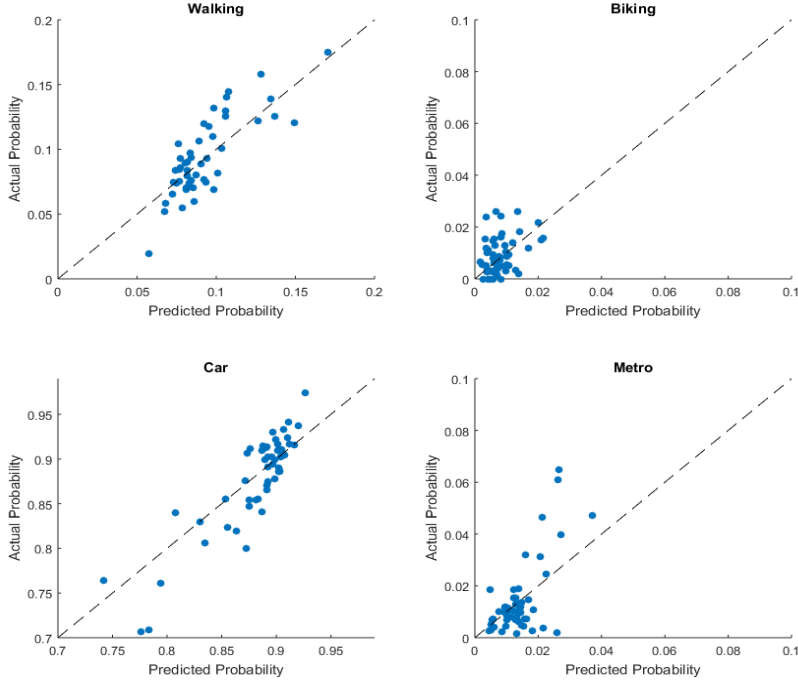 Walking
Actual Probability
0.2
0.15
0.1
0.05
0
0 0.05 0.1 0.15 0.2
Predicted Probability
Biking
Actual Probability
0.1
0.08
0.06
0.04
0.02
0
0 0.02 0.04 0.06 0.08 0.1
Predicted Probability
Car
Actual Probability
0.95
0.9
0.85
0.8
0.75
0.7
0.7 0.75 0.8 0.85 0.9 0.95
Predicted Probability
Metro
Actual Probability
0.1
0.08
0.06
0.04
0.02
0
0 0.02 0.04 0.06 0.08 0.1
Predicted Probability